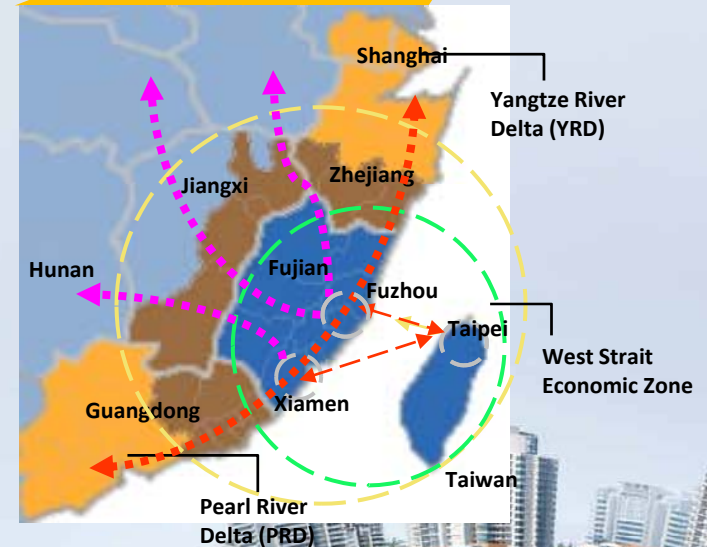 Shanghai
Yangtze River
Delta (YRD)
Zhejiang
Jiangxi
Hunan
Fujian
Fuzhou
Taipei
West Strait
Economic Zone
Guangdong
Xiamen
Taiwan
Pearl River
Delta (PRD)